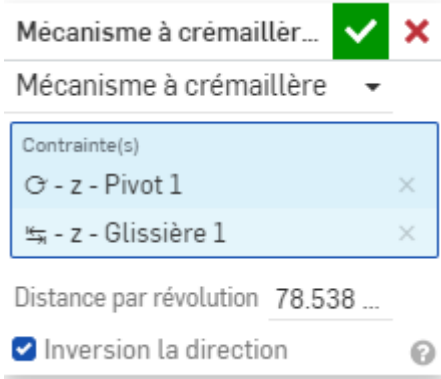 Mécanisme à crémaillèr...
Mécanisme à crémaillère
Contrainte(s)
- z - Pivot 1
- z - Glissière 1
Distance par révolution 78.538 ...
Inversion la direction
?